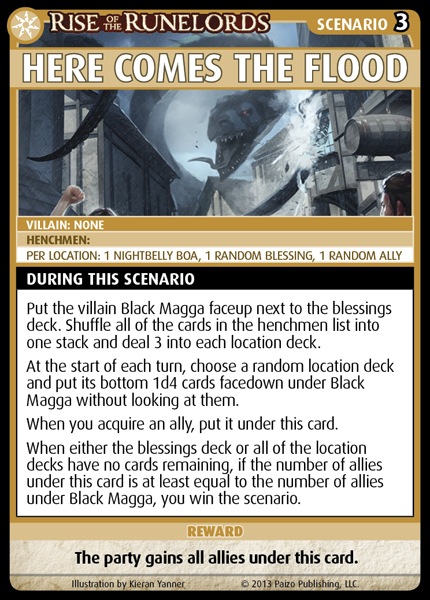 RISE OF THE RUNELORDS SCENARIO 3
HERE COMES THE FLOOD
VILLAIN: NONE
HENCHMEN:
PER LOCATION: 1 NIGHTBELLY BOA, 1 RANDOM BLESSING, 1 RANDOM ALLY
DURING THIS SCENARIO
Put the villain Black Magga faceup next to the blessings
deck. Shuffle all of the cards in the henchmen list into
one stack and deal 3 into each location deck.
At the start of each turn, choose a random location deck
and put its bottom 1d4 cards facedown under Black
Magga without looking at them.
When you acquire an ally, put it under this card.
When either the blessings deck or all of the location
decks have no cards remaining, if the number of allies
under this card is at least equal to the number of allies
under Black Magga, you win the scenario.
REWARD
The party gains all allies under this card.
Illustration by Kieran Yanner © 2013 Paizo Publishing, LLC.